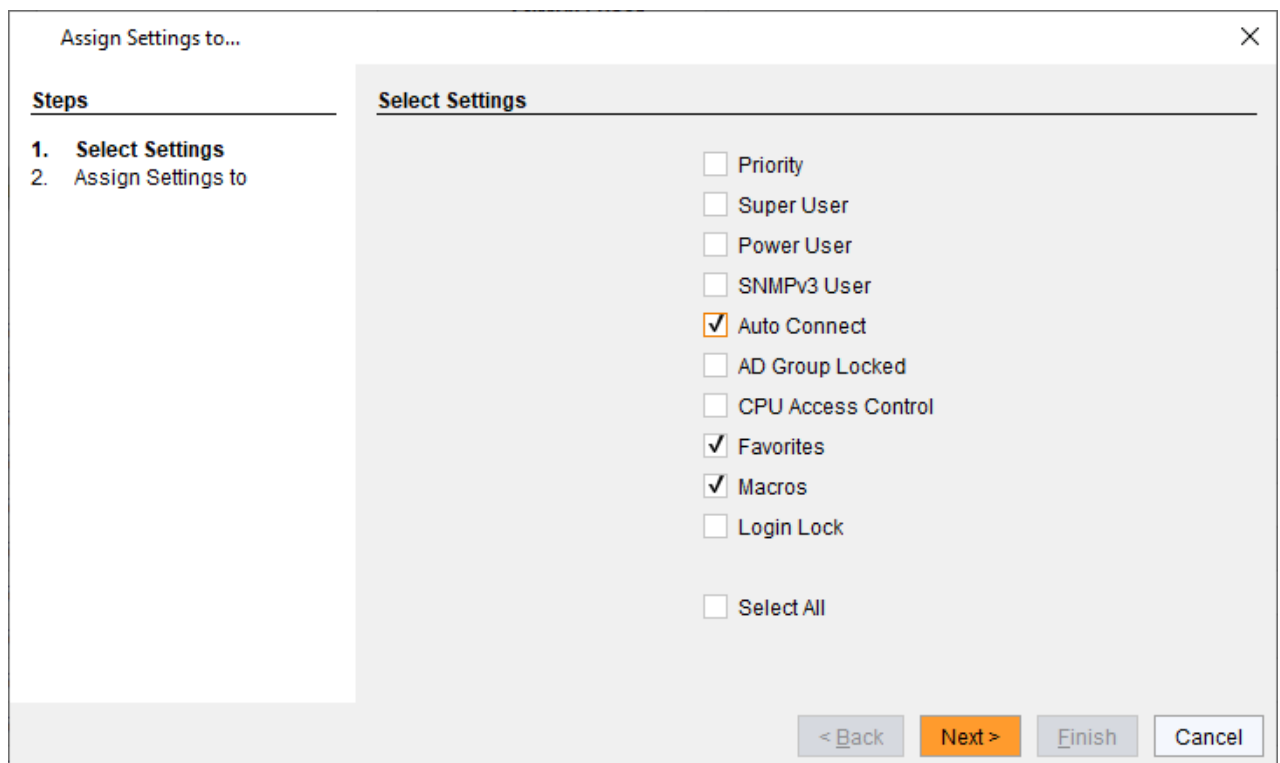 Assign Settings to...
Steps
1. Select Settings
2. Assign Settings to
Select Settings
Priority
Super User
Power User
SNMPv3 User
Auto Connect
AD Group Locked
CPU Access Control
Favorites
Macros
Login Lock
Select All
< Back Next > Finish Cancel